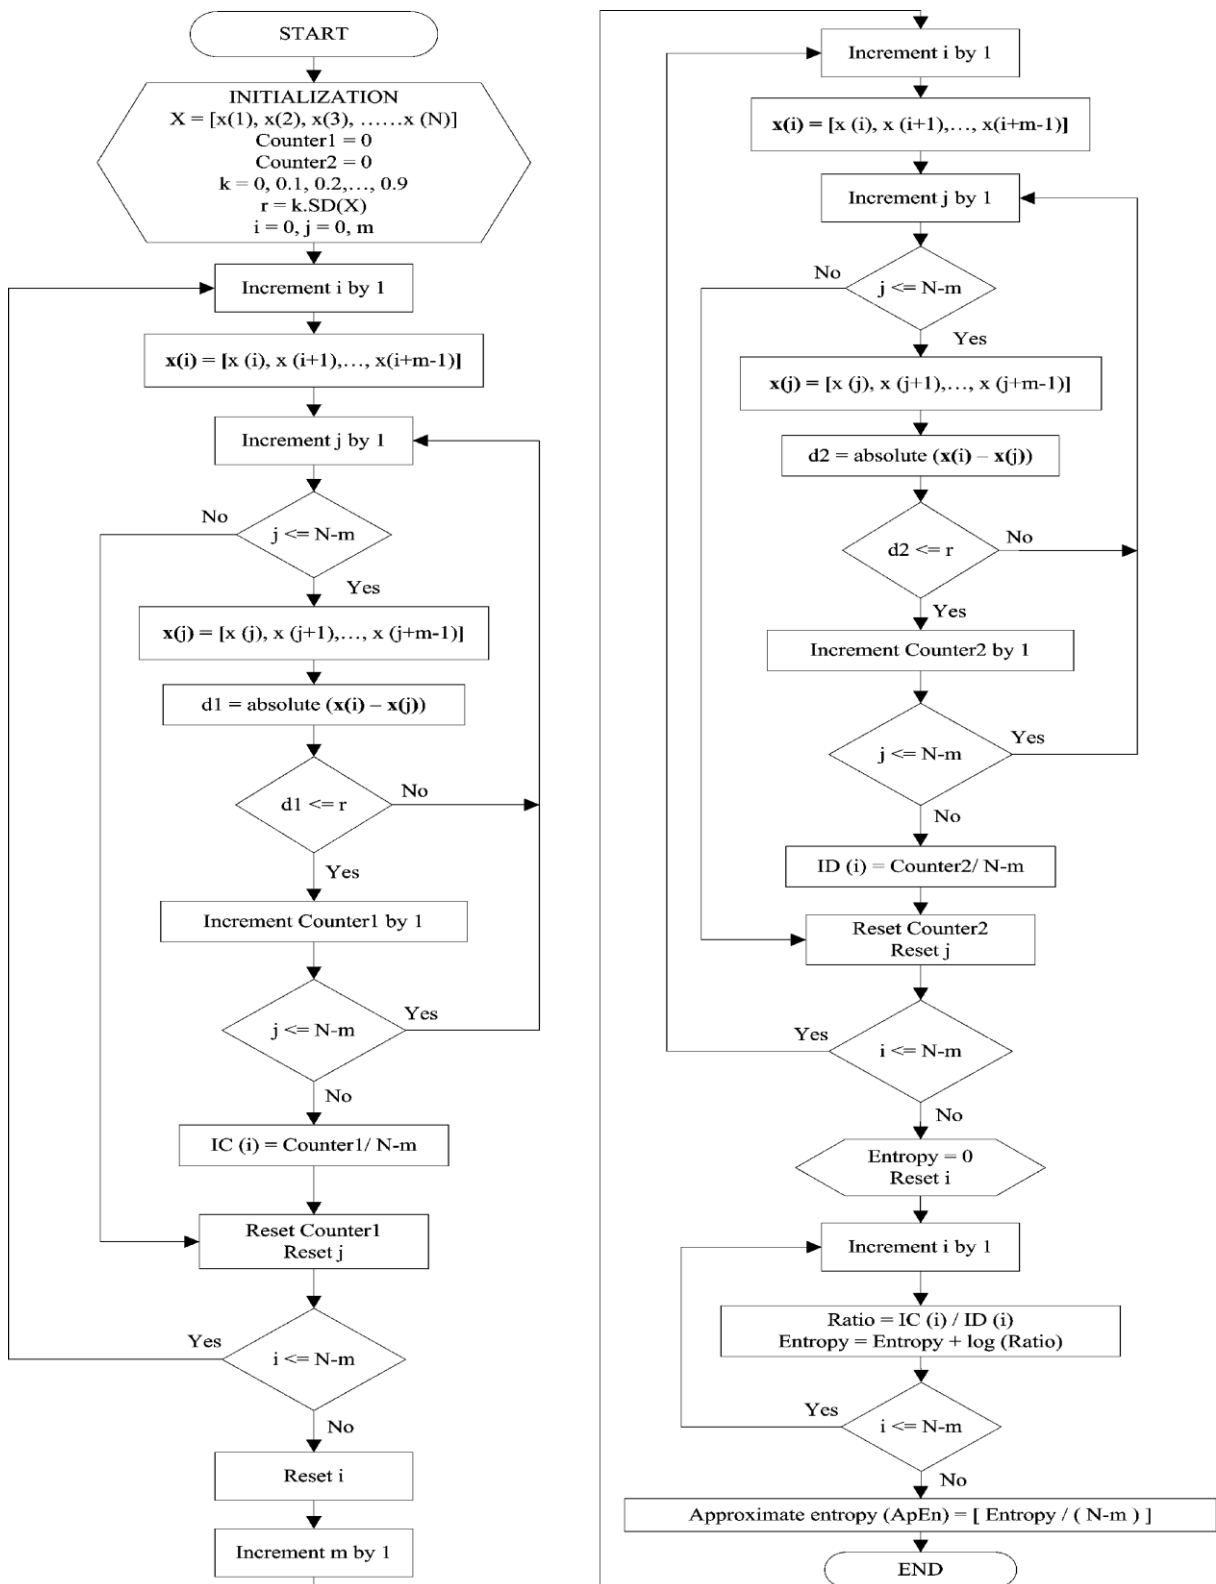 START
INITIALIZATION
X = [x(1), x(2), x(3), ……x (N)]
Counter1 = 0
Counter2 = 0
k = 0, 0.1, 0.2,…, 0.9
r = k.SD(X)
i = 0, j = 0, m
Increment i by 1
x(i) = [x (i), x (i+1),…, x(i+m-1)]
Increment j by 1
No
j <= N-m
Yes
x(j) = [x (j), x (j+1),…, x (j+m-1)]
d1 = absolute (x(i) – x(j))
d1 <= r
No
Yes
Increment Counter1 by 1
j <= N-m
Yes
No
IC (i) = Counter1/ N-m
Reset Counter1
Reset j
Yes
i <= N-m
No
Reset i
Increment m by 1
Increment i by 1
x(i) = [x (i), x (i+1),…, x(i+m-1)]
Increment j by 1
No
j <= N-m
Yes
x(j) = [x (j), x (j+1),…, x (j+m-1)]
d2 = absolute (x(i) – x(j))
d2 <= r
No
Yes
Increment Counter2 by 1
j <= N-m
Yes
No
ID (i) = Counter2/ N-m
Reset Counter2
Reset j
Yes
i <= N-m
No
Entropy = 0
Reset i
Increment i by 1
Ratio = IC (i) / ID (i)
Entropy = Entropy + log (Ratio)
Yes
i <= N-m
No
Approximate entropy (ApEn) = [ Entropy / ( N-m ) ]
END